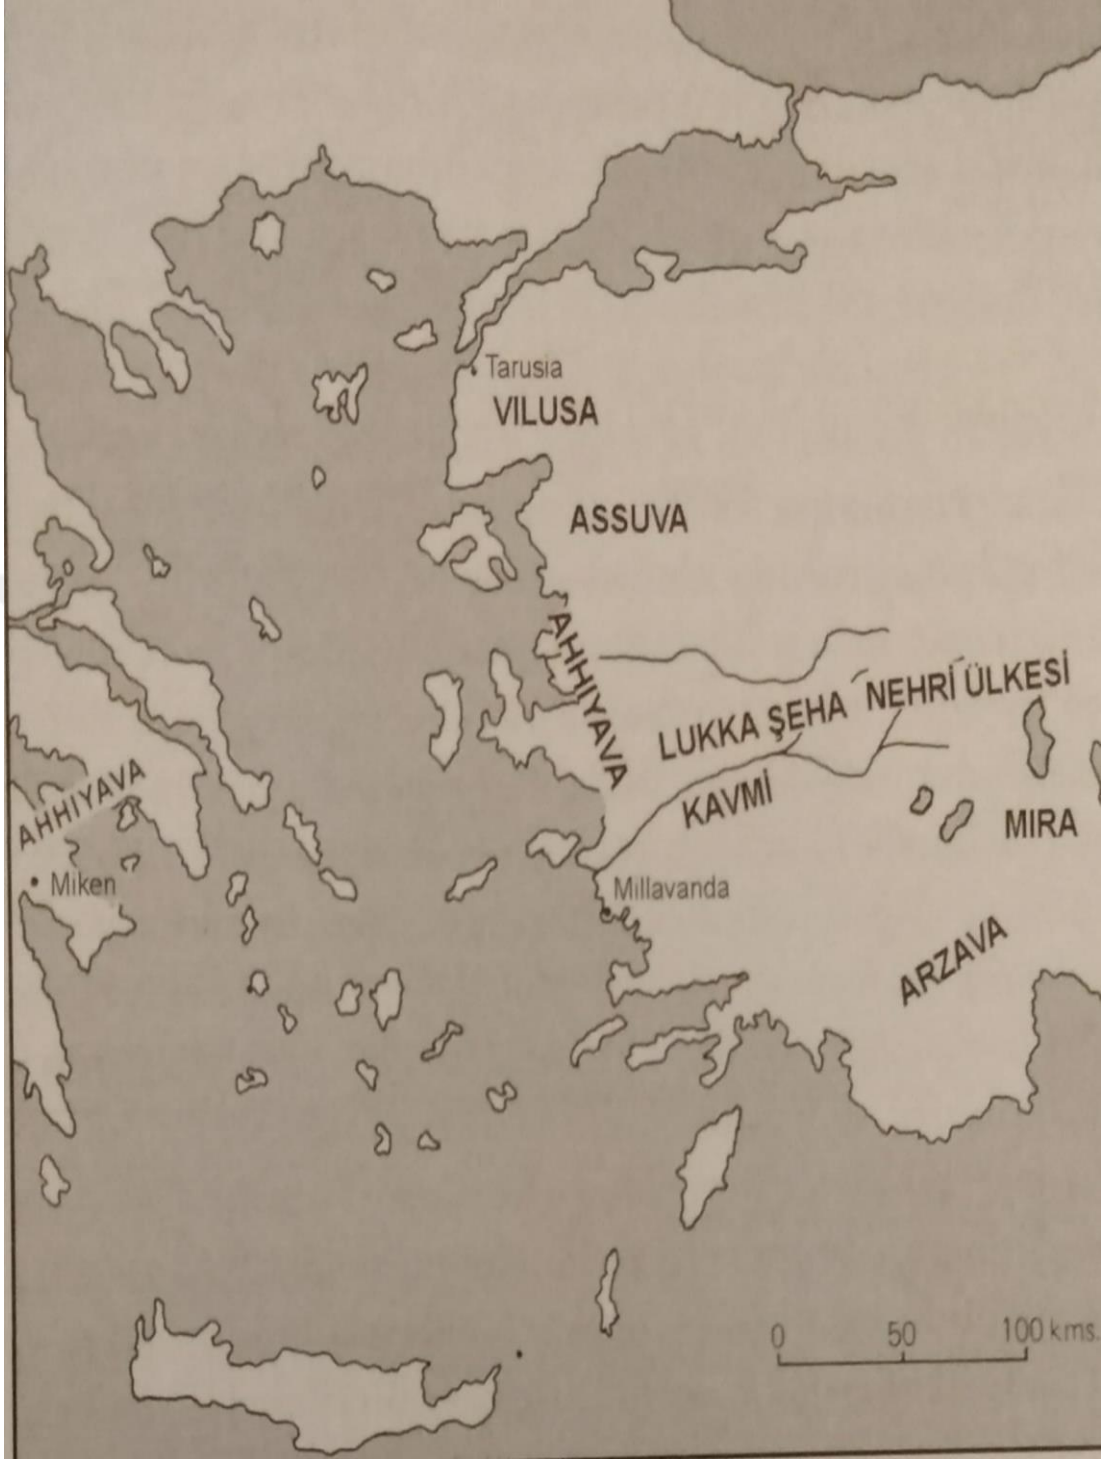 Tarusia
VILUSA
ASSUVA
AHHIYAVA
LUKKA ŞEHA NEHRİ ÜLKESİ
KAVMİ
AHHIYAVA
MIRA
Miken
Millavanda
ARZAVA
0 50 100 kms.